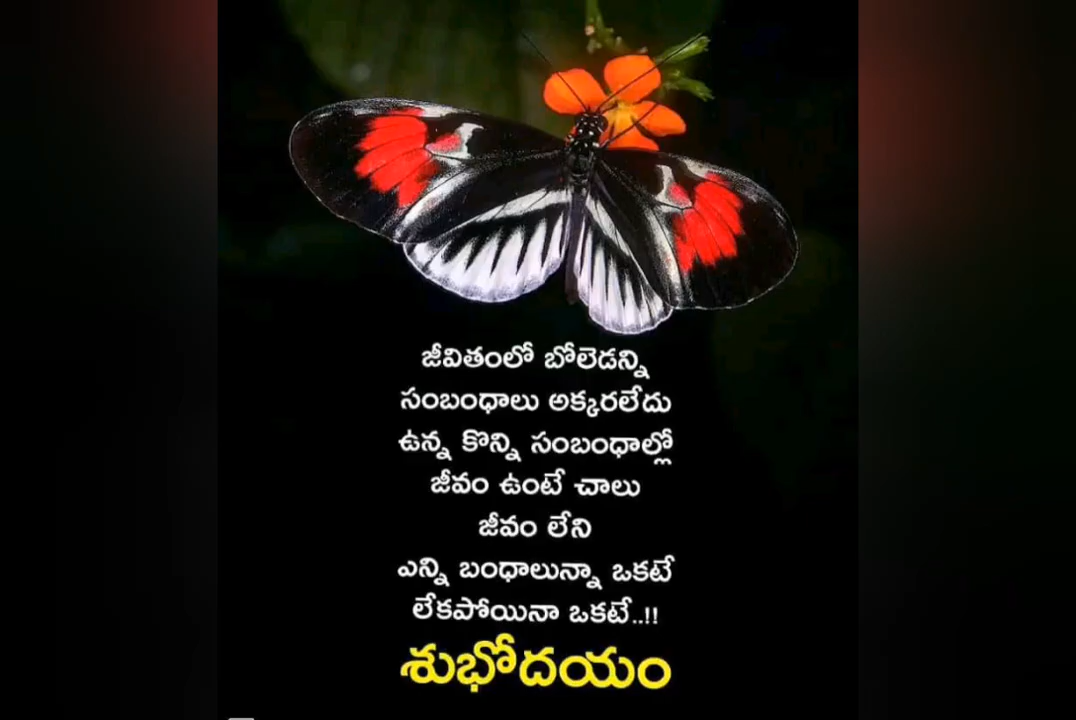 జీవితంలో బోలెడన్ని
సంబంధాలు అక్కరలేదు
ఉన్న కొన్ని సంబంధాల్లో
జీవం ఉంటే చాలు
జీవం లేని
ఎన్ని బంధాలున్నా ఒకటే
లేకపోయినా ఒకటే..!!
శుభోదయం